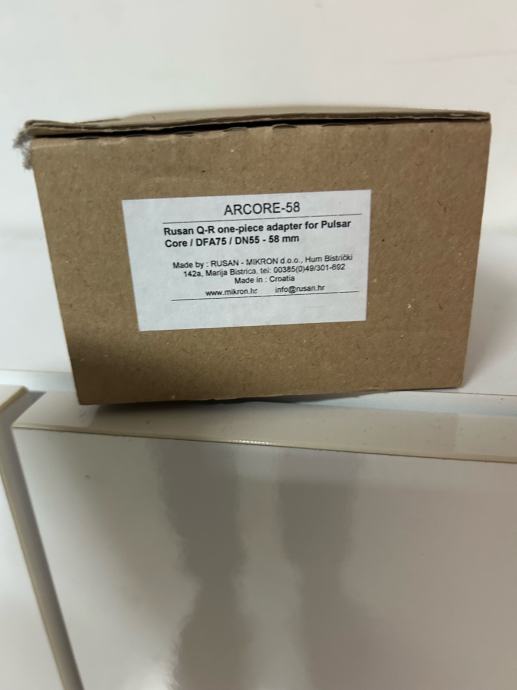 ARCORE-58
Rusan Q-R one-piece adapter for Pulsar
Core / DFA75 / DN55 - 58 mm
Made by : RUSAN - MIKRON d.o.o., Hum Bistrički
142a, Marija Bistrica, tel: 00385(0)49/301-692
Made in : Croatia
www.mikron.hr info@rusan.hr